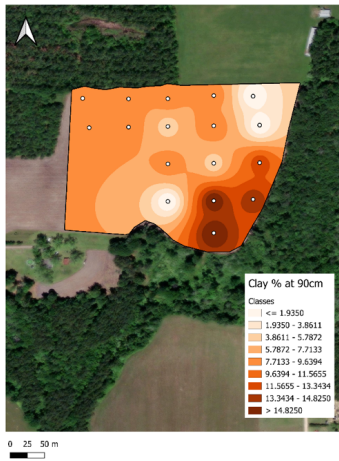 Clay % at 90cm
Classes
<= 1.9350
1.9350 - 3.8611
3.8611 - 5.7872
5.7872 - 7.7133
7.7133 - 9.6394
9.6394 - 11.5655
11.5655 - 13.3434
13.3434 - 14.8250
> 14.8250
0 25 50 m